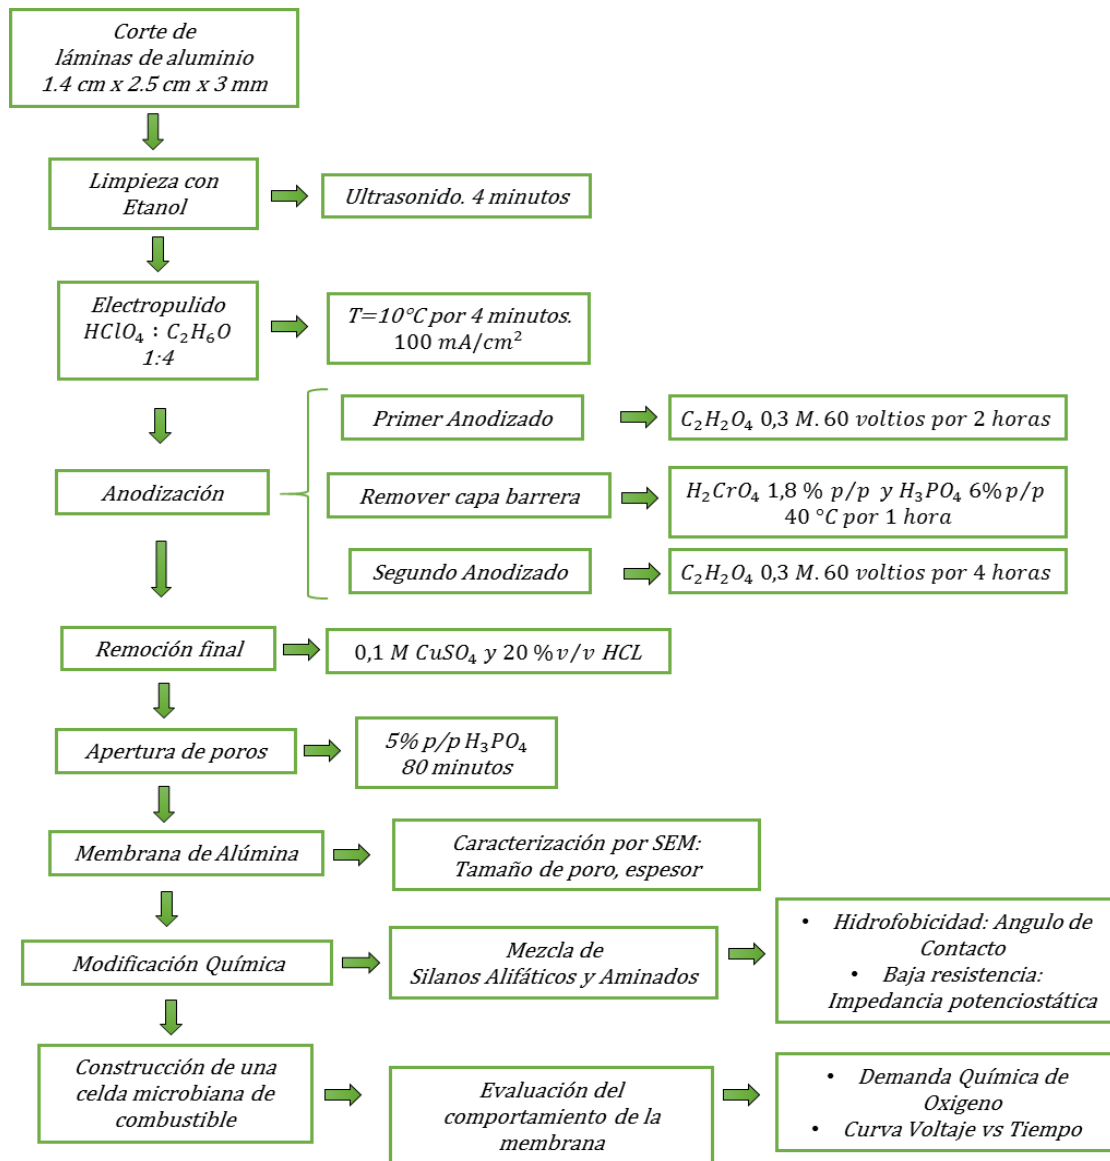 Corte de
láminas de aluminio
1.4 cm x 2.5 cm x 3 mm
Limpieza con
Etanol
Ultrasonido. 4 minutos
Electropulido
HClO₄ : C₂H₆O
1:4
T=10°C por 4 minutos.
100 mA/cm²
Anodización
Primer Anodizado
C₂H₂O₄ 0,3 M. 60 voltios por 2 horas
Remover capa barrera
H₂CrO₄ 1,8 % p/p y H₃PO₄ 6% p/p
40 °C por 1 hora
Segundo Anodizado
C₂H₂O₄ 0,3 M. 60 voltios por 4 horas
Remoción final
0,1 M CuSO₄ y 20 % v/v HCL
Apertura de poros
5% p/p H₃PO₄
80 minutos
Membrana de Alúmina
Caracterización por SEM:
Tamaño de poro, espesor
Modificación Química
Mezcla de
Silanos Alifáticos y Aminados
• Hidrofobicidad: Angulo de
Contacto
• Baja resistencia:
Impedancia potenciostática
Construcción de una
celda microbiana de
combustible
Evaluación del
comportamiento de la
membrana
• Demanda Química de
Oxigeno
• Curva Voltaje vs Tiempo